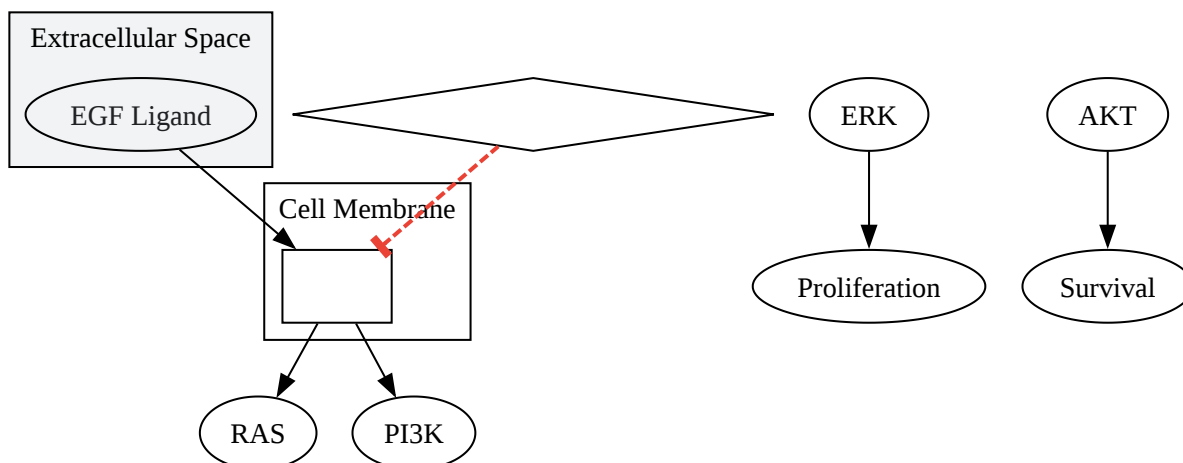 Extracellular Space
EGF Ligand
ERK
AKT
Cell Membrane
Proliferation
Survival
RAS
PI3K